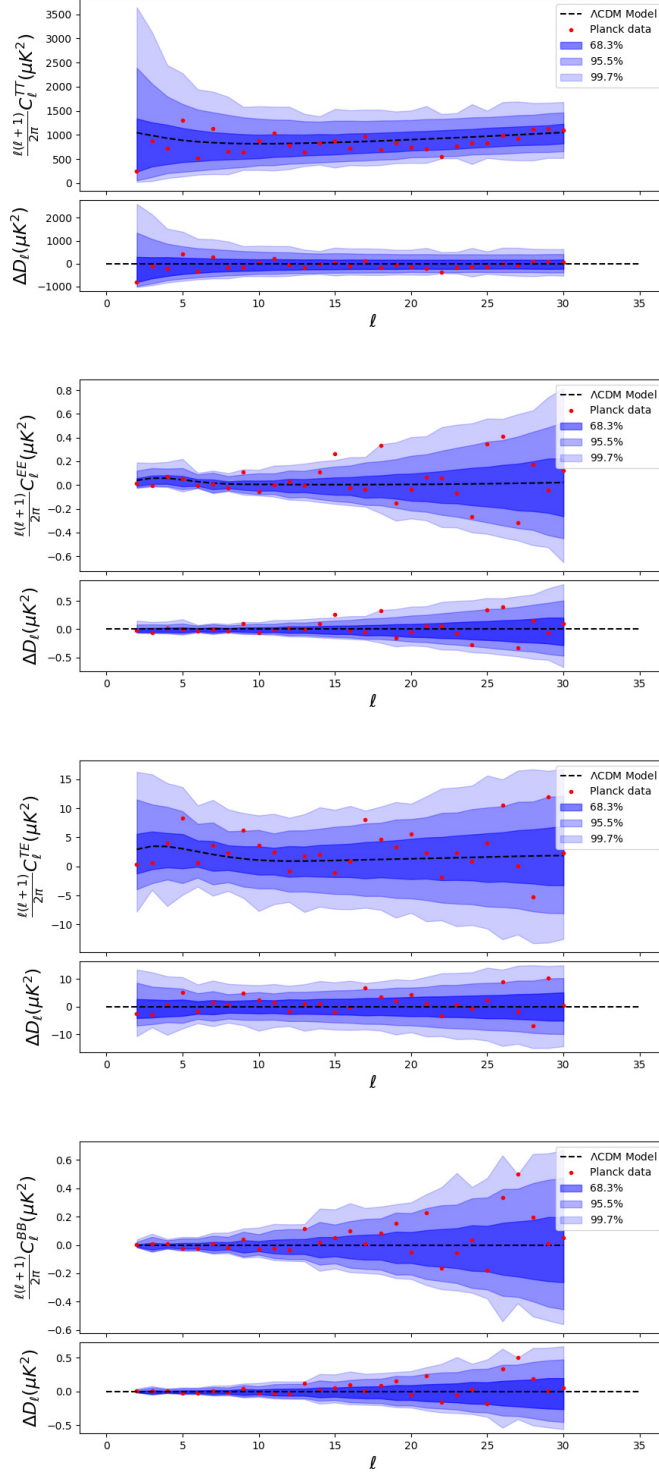 3500
3000
2500
2000
1500
1000
500
0
ℓ(ℓ+1)/2π C_ℓ^{TT}(μK²)
ΛCDM Model
Planck data
68.3%
95.5%
99.7%
2000
1000
0
−1000
ΔD_ℓ(μK²)
0 5 10 15 20 25 30 35
ℓ
0.8
0.6
0.4
0.2
0.0
−0.2
−0.4
−0.6
ℓ(ℓ+1)/2π C_ℓ^{EE}(μK²)
ΛCDM Model
Planck data
68.3%
95.5%
99.7%
0.5
0.0
−0.5
ΔD_ℓ(μK²)
0 5 10 15 20 25 30 35
ℓ
15
10
5
0
−5
−10
ℓ(ℓ+1)/2π C_ℓ^{TE}(μK²)
ΛCDM Model
Planck data
68.3%
95.5%
99.7%
10
0
−10
ΔD_ℓ(μK²)
0 5 10 15 20 25 30 35
ℓ
0.6
0.4
0.2
0.0
−0.2
−0.4
−0.6
ℓ(ℓ+1)/2π C_ℓ^{BB}(μK²)
ΛCDM Model
Planck data
68.3%
95.5%
99.7%
0.5
0.0
−0.5
ΔD_ℓ(μK²)
0 5 10 15 20 25 30 35
ℓ